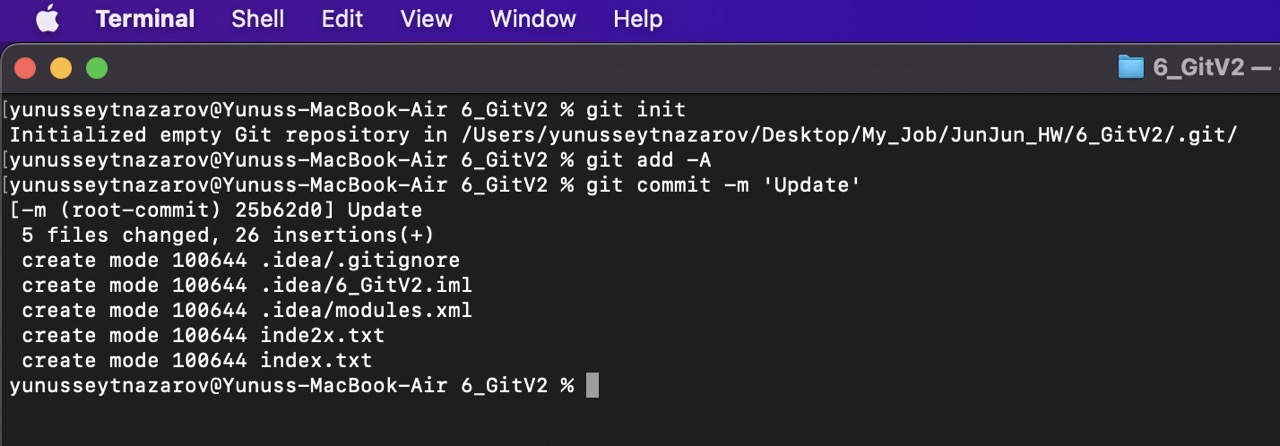 Terminal Shell Edit View Window Help
6_GitV2 —
[yunusseytnazarov@Yunuss-MacBook-Air 6_GitV2 % git init
Initialized empty Git repository in /Users/yunusseytnazarov/Desktop/My_Job/JunJun_HW/6_GitV2/.git/
[yunusseytnazarov@Yunuss-MacBook-Air 6_GitV2 % git add -A
[yunusseytnazarov@Yunuss-MacBook-Air 6_GitV2 % git commit -m 'Update'
[-m (root-commit) 25b62d0] Update
 5 files changed, 26 insertions(+)
 create mode 100644 .idea/.gitignore
 create mode 100644 .idea/6_GitV2.iml
 create mode 100644 .idea/modules.xml
 create mode 100644 inde2x.txt
 create mode 100644 index.txt
yunusseytnazarov@Yunuss-MacBook-Air 6_GitV2 %